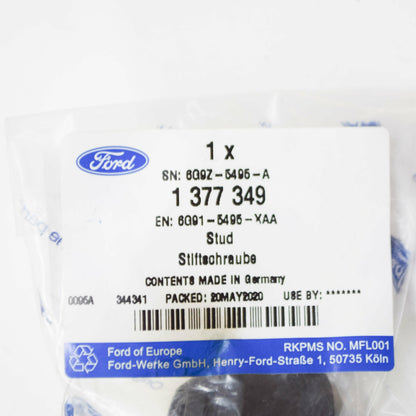 Ford
1 x
SN: 6G9Z-5495-A
1 377 349
EN: 6G91-5495-XAA
Stud
Stiftschraube
CONTENTS MADE IN Germany
0095A 344341 PACKED: 20MAY2020 USE BY: *******
Ford of Europe RKPMS NO. MFL001
Ford-Werke GmbH, Henry-Ford-Straße 1, 50735 Köln